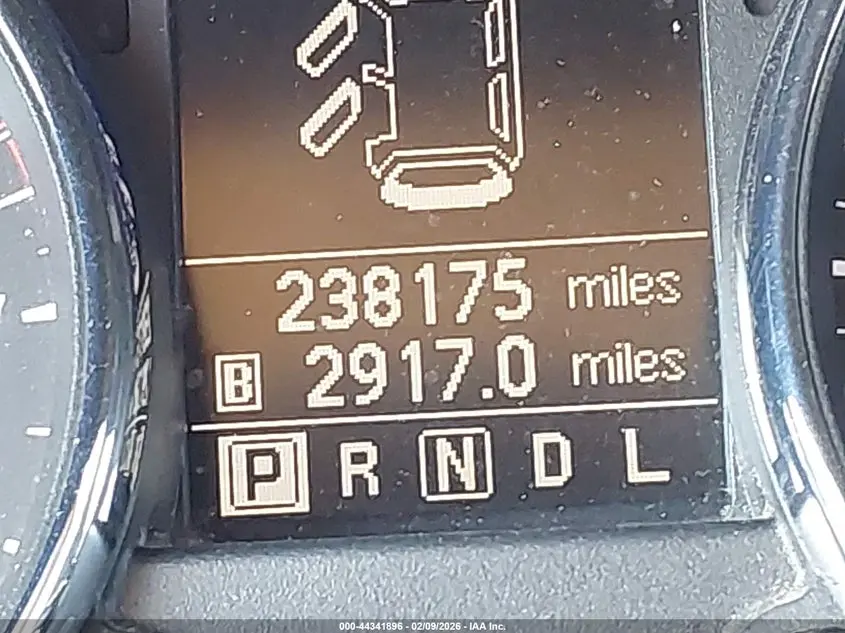 238175 miles
B 2917.0 miles
P R N D L
000-44341896 - 02/09/2026 - IAA Inc.